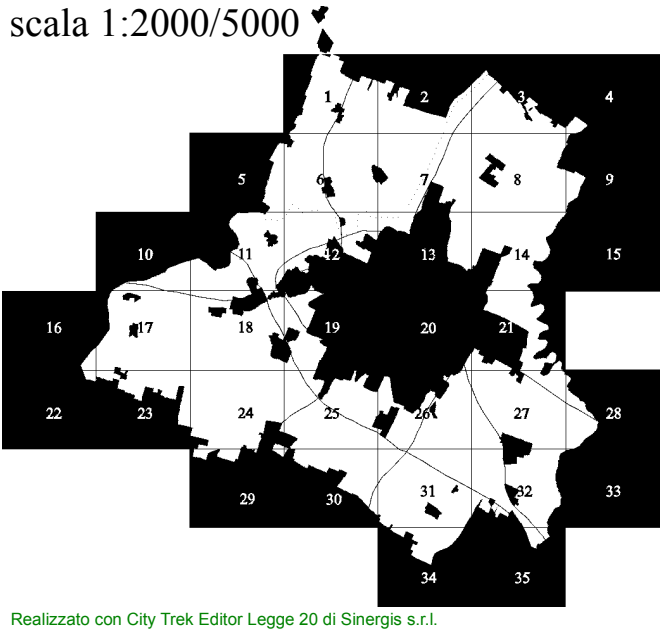 scala 1:2000/5000
1 2 3 4
5 6 7 8 9
10 11 12 13 14 15
16 17 18 19 20 21
22 23 24 25 26 27 28
29 30 31 32 33
34 35
Realizzato con City Trek Editor Legge 20 di Sinergis s.r.l.